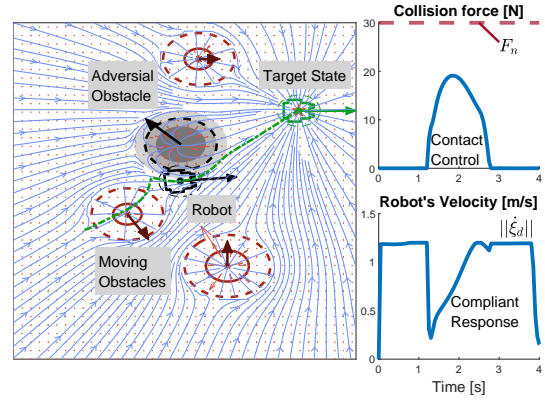 Adversial
Obstacle
Target State
Robot
Moving
Obstacles
Collision force [N]
30
20
10
0
F_n
Contact
Control
0 2 4
Robot's Velocity [m/s]
1.5
1
0.5
0
||ξ̇_d||
Compliant
Response
0 1 2 3 4
Time [s]